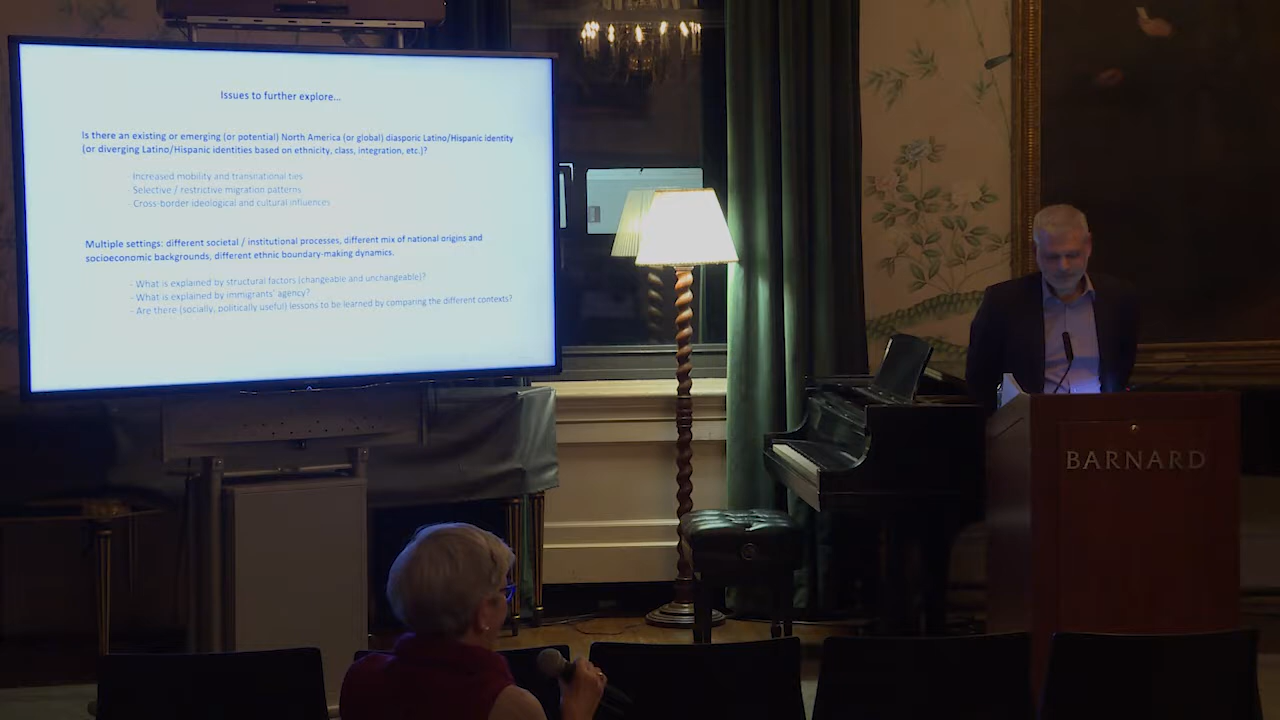 Issues to further explore...
Is there an existing or emerging (or potential) North America (or global) diasporic Latino/Hispanic identity
(or diverging Latino/Hispanic identities based on ethnicity, class, integration, etc.)?
- Increased mobility and transnational ties
- Selective / restrictive migration patterns
- Cross-border ideological and cultural influences
Multiple settings: different societal / institutional processes, different mix of national origins and
socioeconomic backgrounds, different ethnic boundary-making dynamics.
- What is explained by structural factors (changeable and unchangeable)?
- What is explained by immigrants' agency?
- Are there (socially, politically useful) lessons to be learned by comparing the different contexts?
BARNARD